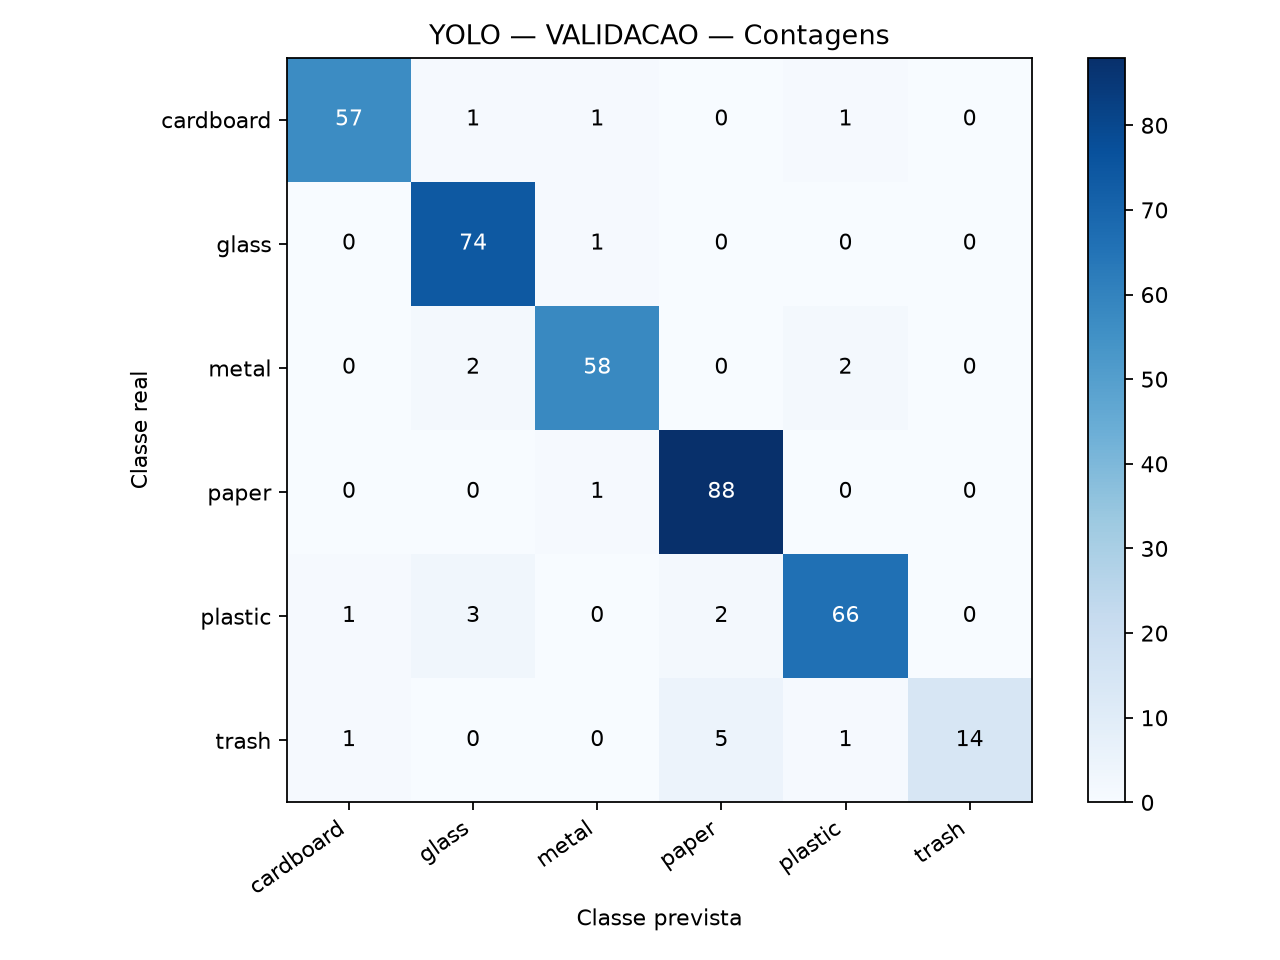 YOLO — VALIDACAO — Contagens
Classe real
cardboard 57 1 1 0 1 0
glass 0 74 1 0 0 0
metal 0 2 58 0 2 0
paper 0 0 1 88 0 0
plastic 1 3 0 2 66 0
trash 1 0 0 5 1 14
cardboard glass metal paper plastic trash
Classe prevista
80
70
60
50
40
30
20
10
0